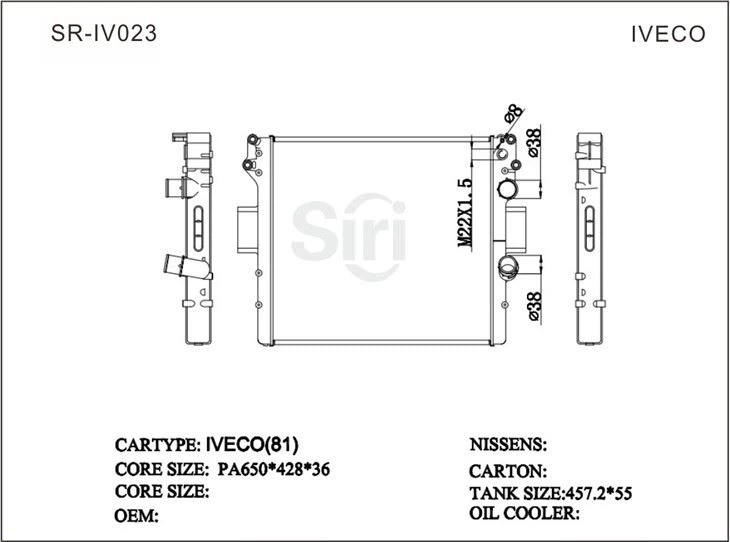 SR-IV023
IVECO
ø8
ø38
M22X1.5
Siri
ø38
CARTYPE: IVECO(81)
CORE SIZE: PA650*428*36
CORE SIZE:
OEM:
NISSENS:
CARTON:
TANK SIZE:457.2*55
OIL COOLER: